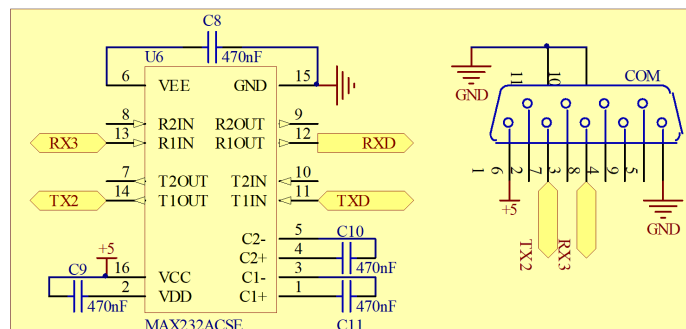 C8
470nF
U6
6 VEE GND 15
8 R2IN R2OUT 9
RX3 13 R1IN R1OUT 12 RXD
7 T2OUT T2IN 10
TX2 14 T1OUT T1IN 11 TXD
C2- 5 C10
C2+ 4 470nF
+5
C9 16 VCC C1- 3
470nF 2 VDD C1+ 1 470nF
MAX232ACSE C11
11 10 COM
GND
1 6 2 7 3 8 4 9 5
+5
TX2 RX3
GND